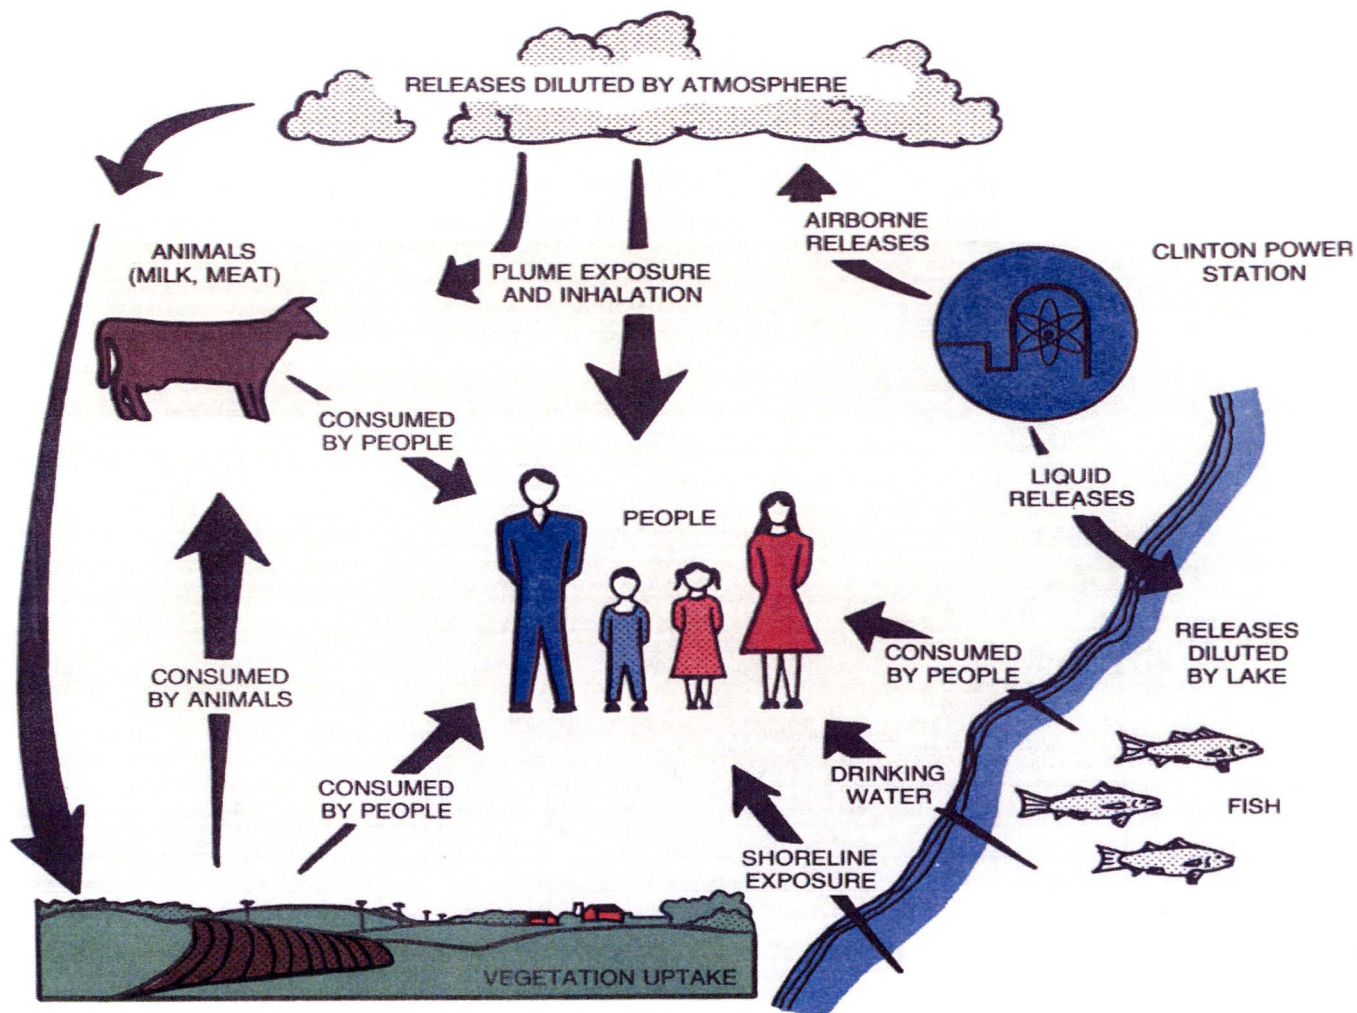 RELEASES DILUTED BY ATMOSPHERE
AIRBORNE
RELEASES
CLINTON POWER
STATION
ANIMALS
(MILK, MEAT)
PLUME EXPOSURE
AND INHALATION
CONSUMED
BY PEOPLE
LIQUID
RELEASES
PEOPLE
RELEASES
DILUTED
BY LAKE
CONSUMED
BY PEOPLE
CONSUMED
BY ANIMALS
CONSUMED
BY PEOPLE
DRINKING
WATER
FISH
SHORELINE
EXPOSURE
VEGETATION UPTAKE